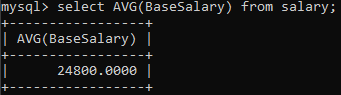 mysql> select AVG(BaseSalary) from salary;
+-----------------+
| AVG(BaseSalary) |
+-----------------+
|      24800.0000 |
+-----------------+